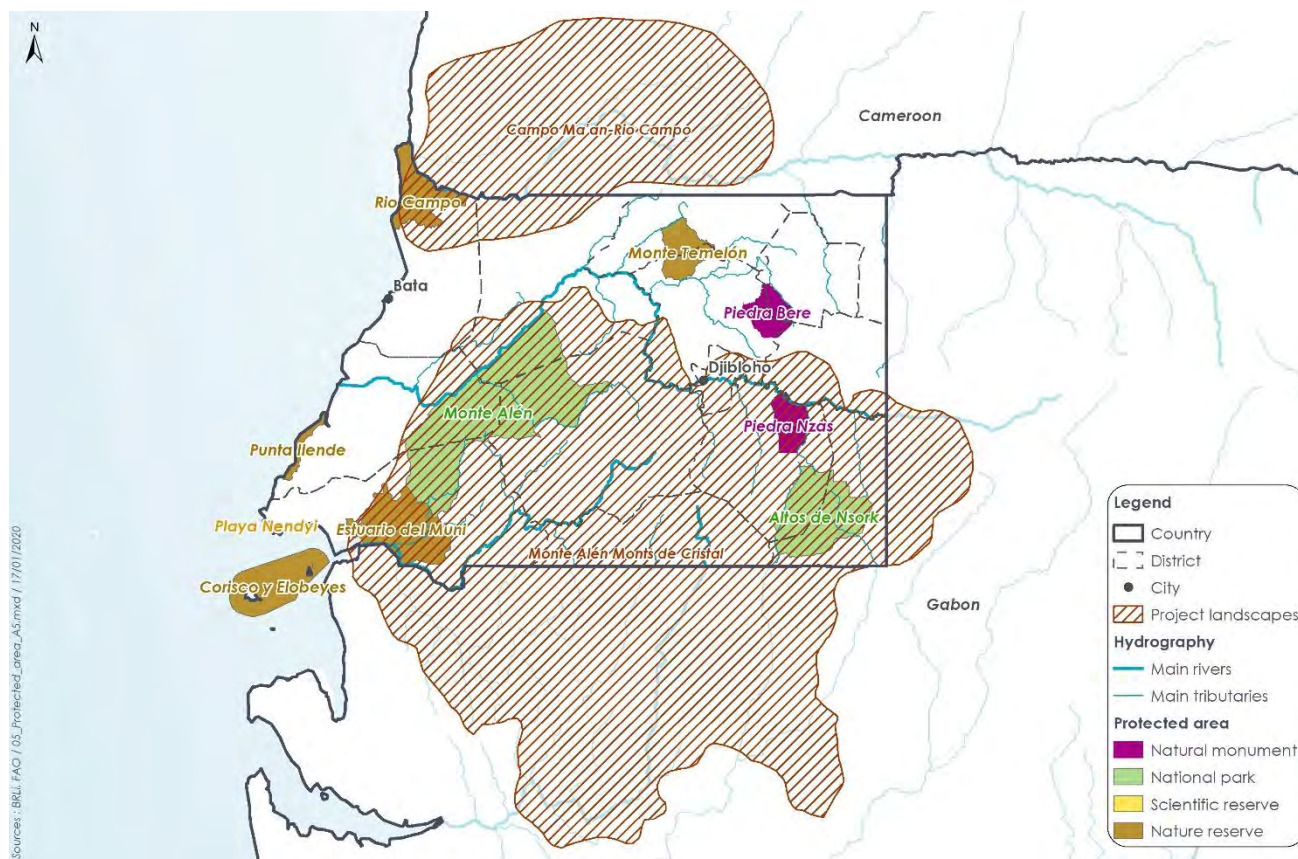 N
Cameroon
Campo Ma'an-Rio Campo
Rio Campo
Monte Temelón
Bata
Piedra Bere
Djibloho
Monte Alén
Piedra Nzas
Punta Ilende
Altos de Nsork
Playa Nendyi
Estuario del Muni
Monte Alén Monts de Cristal
Corisco y Elobeyes
Gabon
Legend
Country
District
City
Project landscapes
Hydrography
Main rivers
Main tributaries
Protected area
Natural monument
National park
Scientific reserve
Nature reserve
Sources : BRLi, FAO / 05_Protected_area_A5.mxd / 17/01/2020